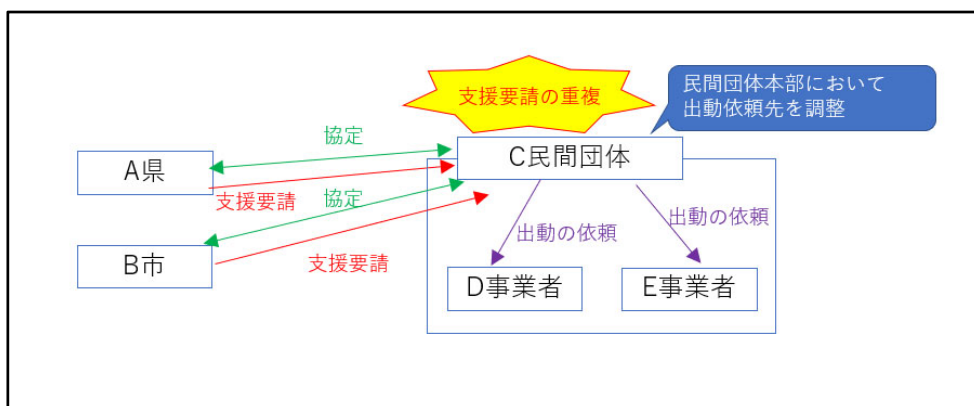 支援要請の重複
民間団体本部において
出動依頼先を調整
協定
C民間団体
A県
支援要請
協定
出動の依頼
出動の依頼
B市
支援要請
D事業者
E事業者